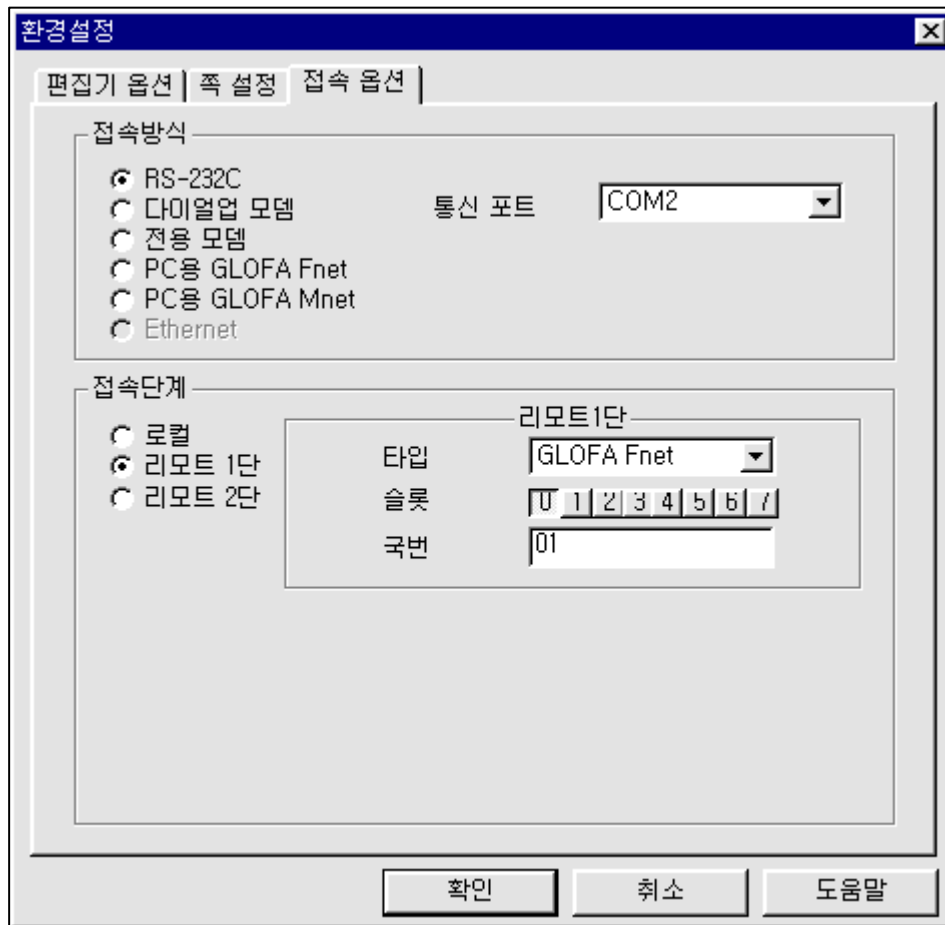 환경설정
편집기 옵션 쪽 설정 접속 옵션
접속방식
RS-232C
다이얼업 모뎀
통신 포트 COM2
전용 모뎀
PC용 GLOFA Fnet
PC용 GLOFA Mnet
Ethernet
접속단계
로컬
리모트 1단
리모트 2단
리모트1단
타입 GLOFA Fnet
슬롯 0 1 2 3 4 5 6 7
국번 01
확인 취소 도움말